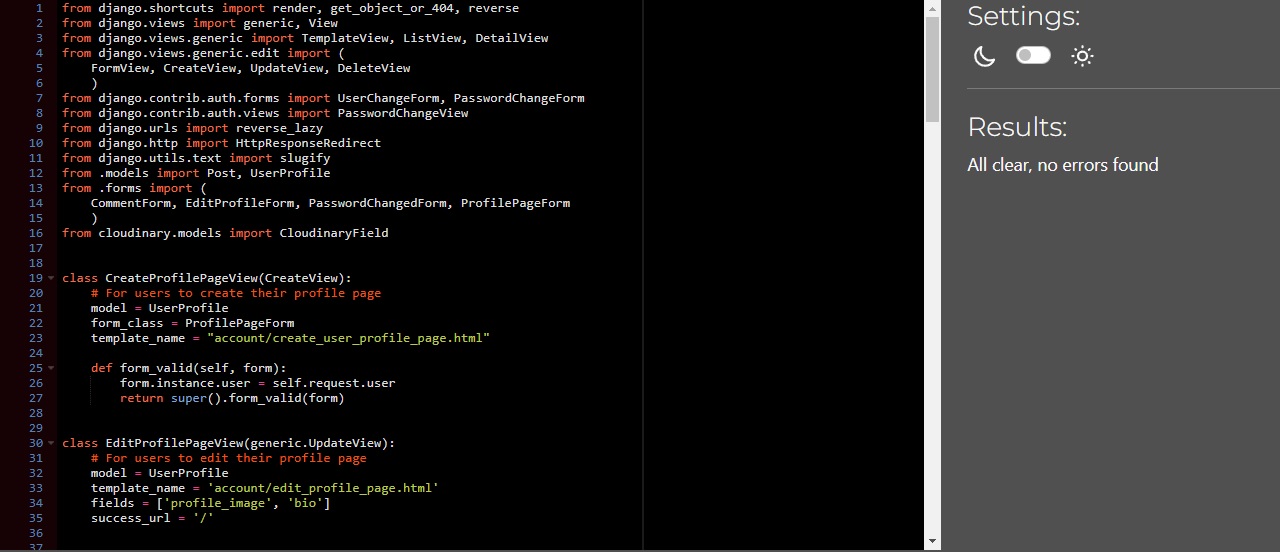 1 from django.shortcuts import render, get_object_or_404, reverse
2 from django.views import generic, View
3 from django.views.generic import TemplateView, ListView, DetailView
4 from django.views.generic.edit import (
5     FormView, CreateView, UpdateView, DeleteView
6     )
7 from django.contrib.auth.forms import UserChangeForm, PasswordChangeForm
8 from django.contrib.auth.views import PasswordChangeView
9 from django.urls import reverse_lazy
10 from django.http import HttpResponseRedirect
11 from django.utils.text import slugify
12 from .models import Post, UserProfile
13 from .forms import (
14     CommentForm, EditProfileForm, PasswordChangedForm, ProfilePageForm
15     )
16 from cloudinary.models import CloudinaryField
17
18
19 class CreateProfilePageView(CreateView):
20     # For users to create their profile page
21     model = UserProfile
22     form_class = ProfilePageForm
23     template_name = "account/create_user_profile_page.html"
24
25     def form_valid(self, form):
26         form.instance.user = self.request.user
27         return super().form_valid(form)
28
29
30 class EditProfilePageView(generic.UpdateView):
31     # For users to edit their profile page
32     model = UserProfile
33     template_name = 'account/edit_profile_page.html'
34     fields = ['profile_image', 'bio']
35     success_url = '/'
36
37
Settings:
Results:
All clear, no errors found